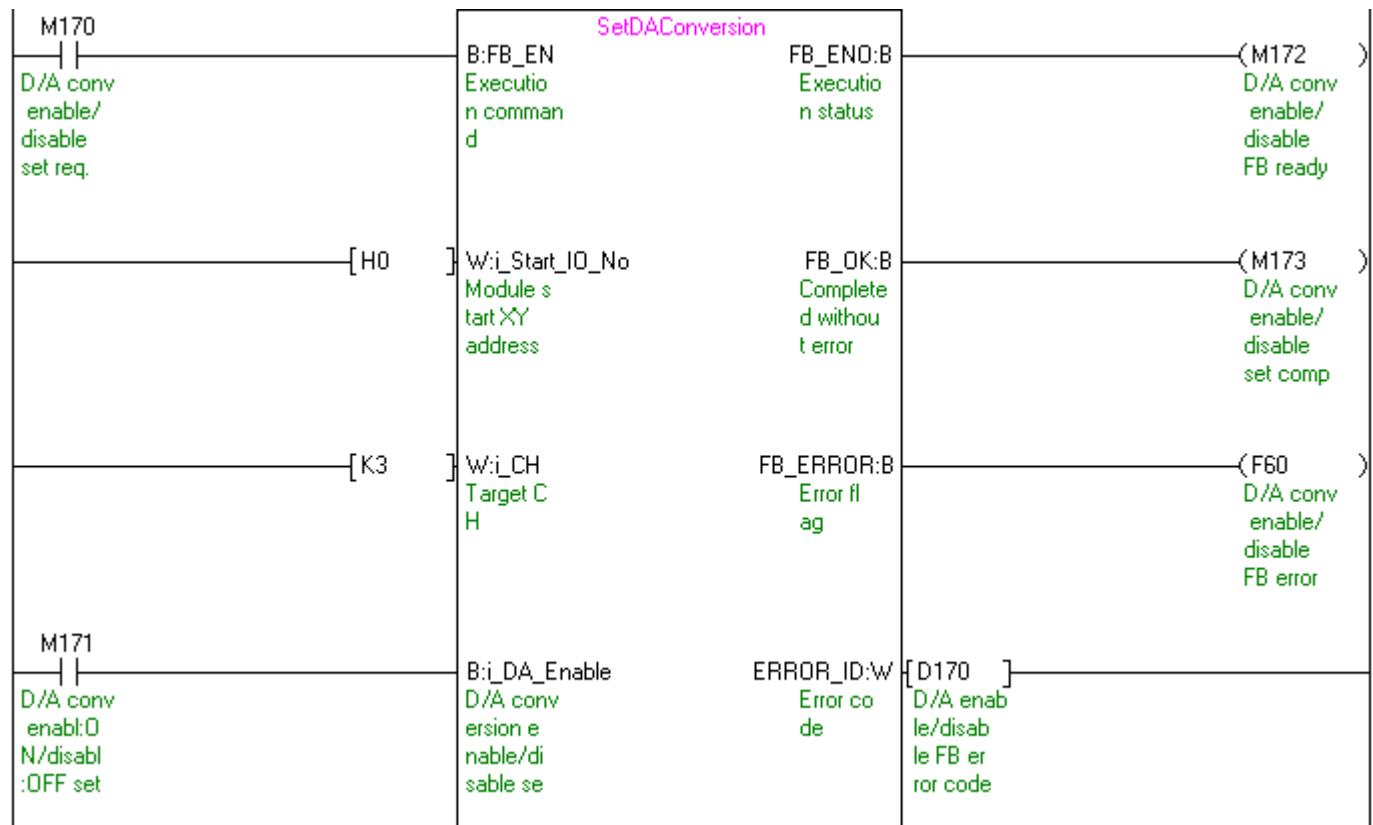 M170
SetDAConversion
B:FB_EN
FB_ENO:B
(M172 )
D/A conv
enable/
disable
set req.
Executio
n comman
d
Executio
n status
D/A conv
enable/
disable
FB ready
[H0 ]
W:i_Start_IO_No
FB_OK:B
(M173 )
Module s
tart XY
address
Complete
d withou
t error
D/A conv
enable/
disable
set comp
[K3 ]
W:i_CH
FB_ERROR:B
(F60 )
Target C
H
Error fl
ag
D/A conv
enable/
disable
FB error
M171
B:i_DA_Enable
ERROR_ID:W
[D170 ]
D/A conv
enabl:O
N/disabl
:OFF set
D/A conv
ersion e
nable/di
sable se
Error co
de
D/A enab
le/disab
le FB er
ror code